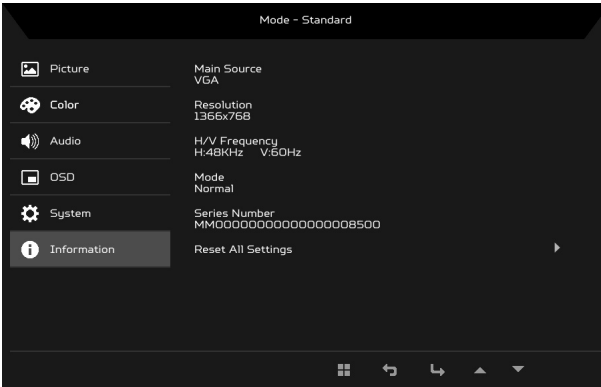 Mode - Standard
Picture
Color
Audio
OSD
System
Information
Main Source
VGA
Resolution
1366x768
H/V Frequency
H:48KHz V:60Hz
Mode
Normal
Series Number
MM00000000000000008500
Reset All Settings